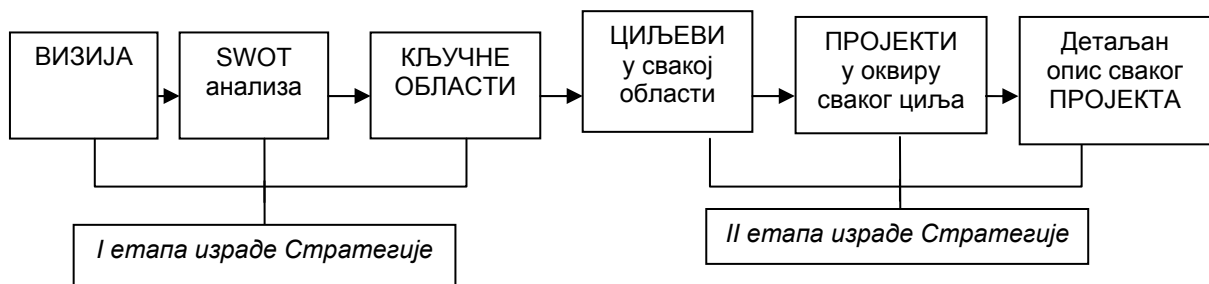 ВИЗИЈА
SWOT
анализа
КЉУЧНЕ
ОБЛАСТИ
ЦИЉЕВИ
у свакој
области
ПРОЈЕКТИ
у оквиру
сваког циља
Детаљан
опис сваког
ПРОЈЕКТА
I етапа израде Стратегије
II етапа израде Стратегије